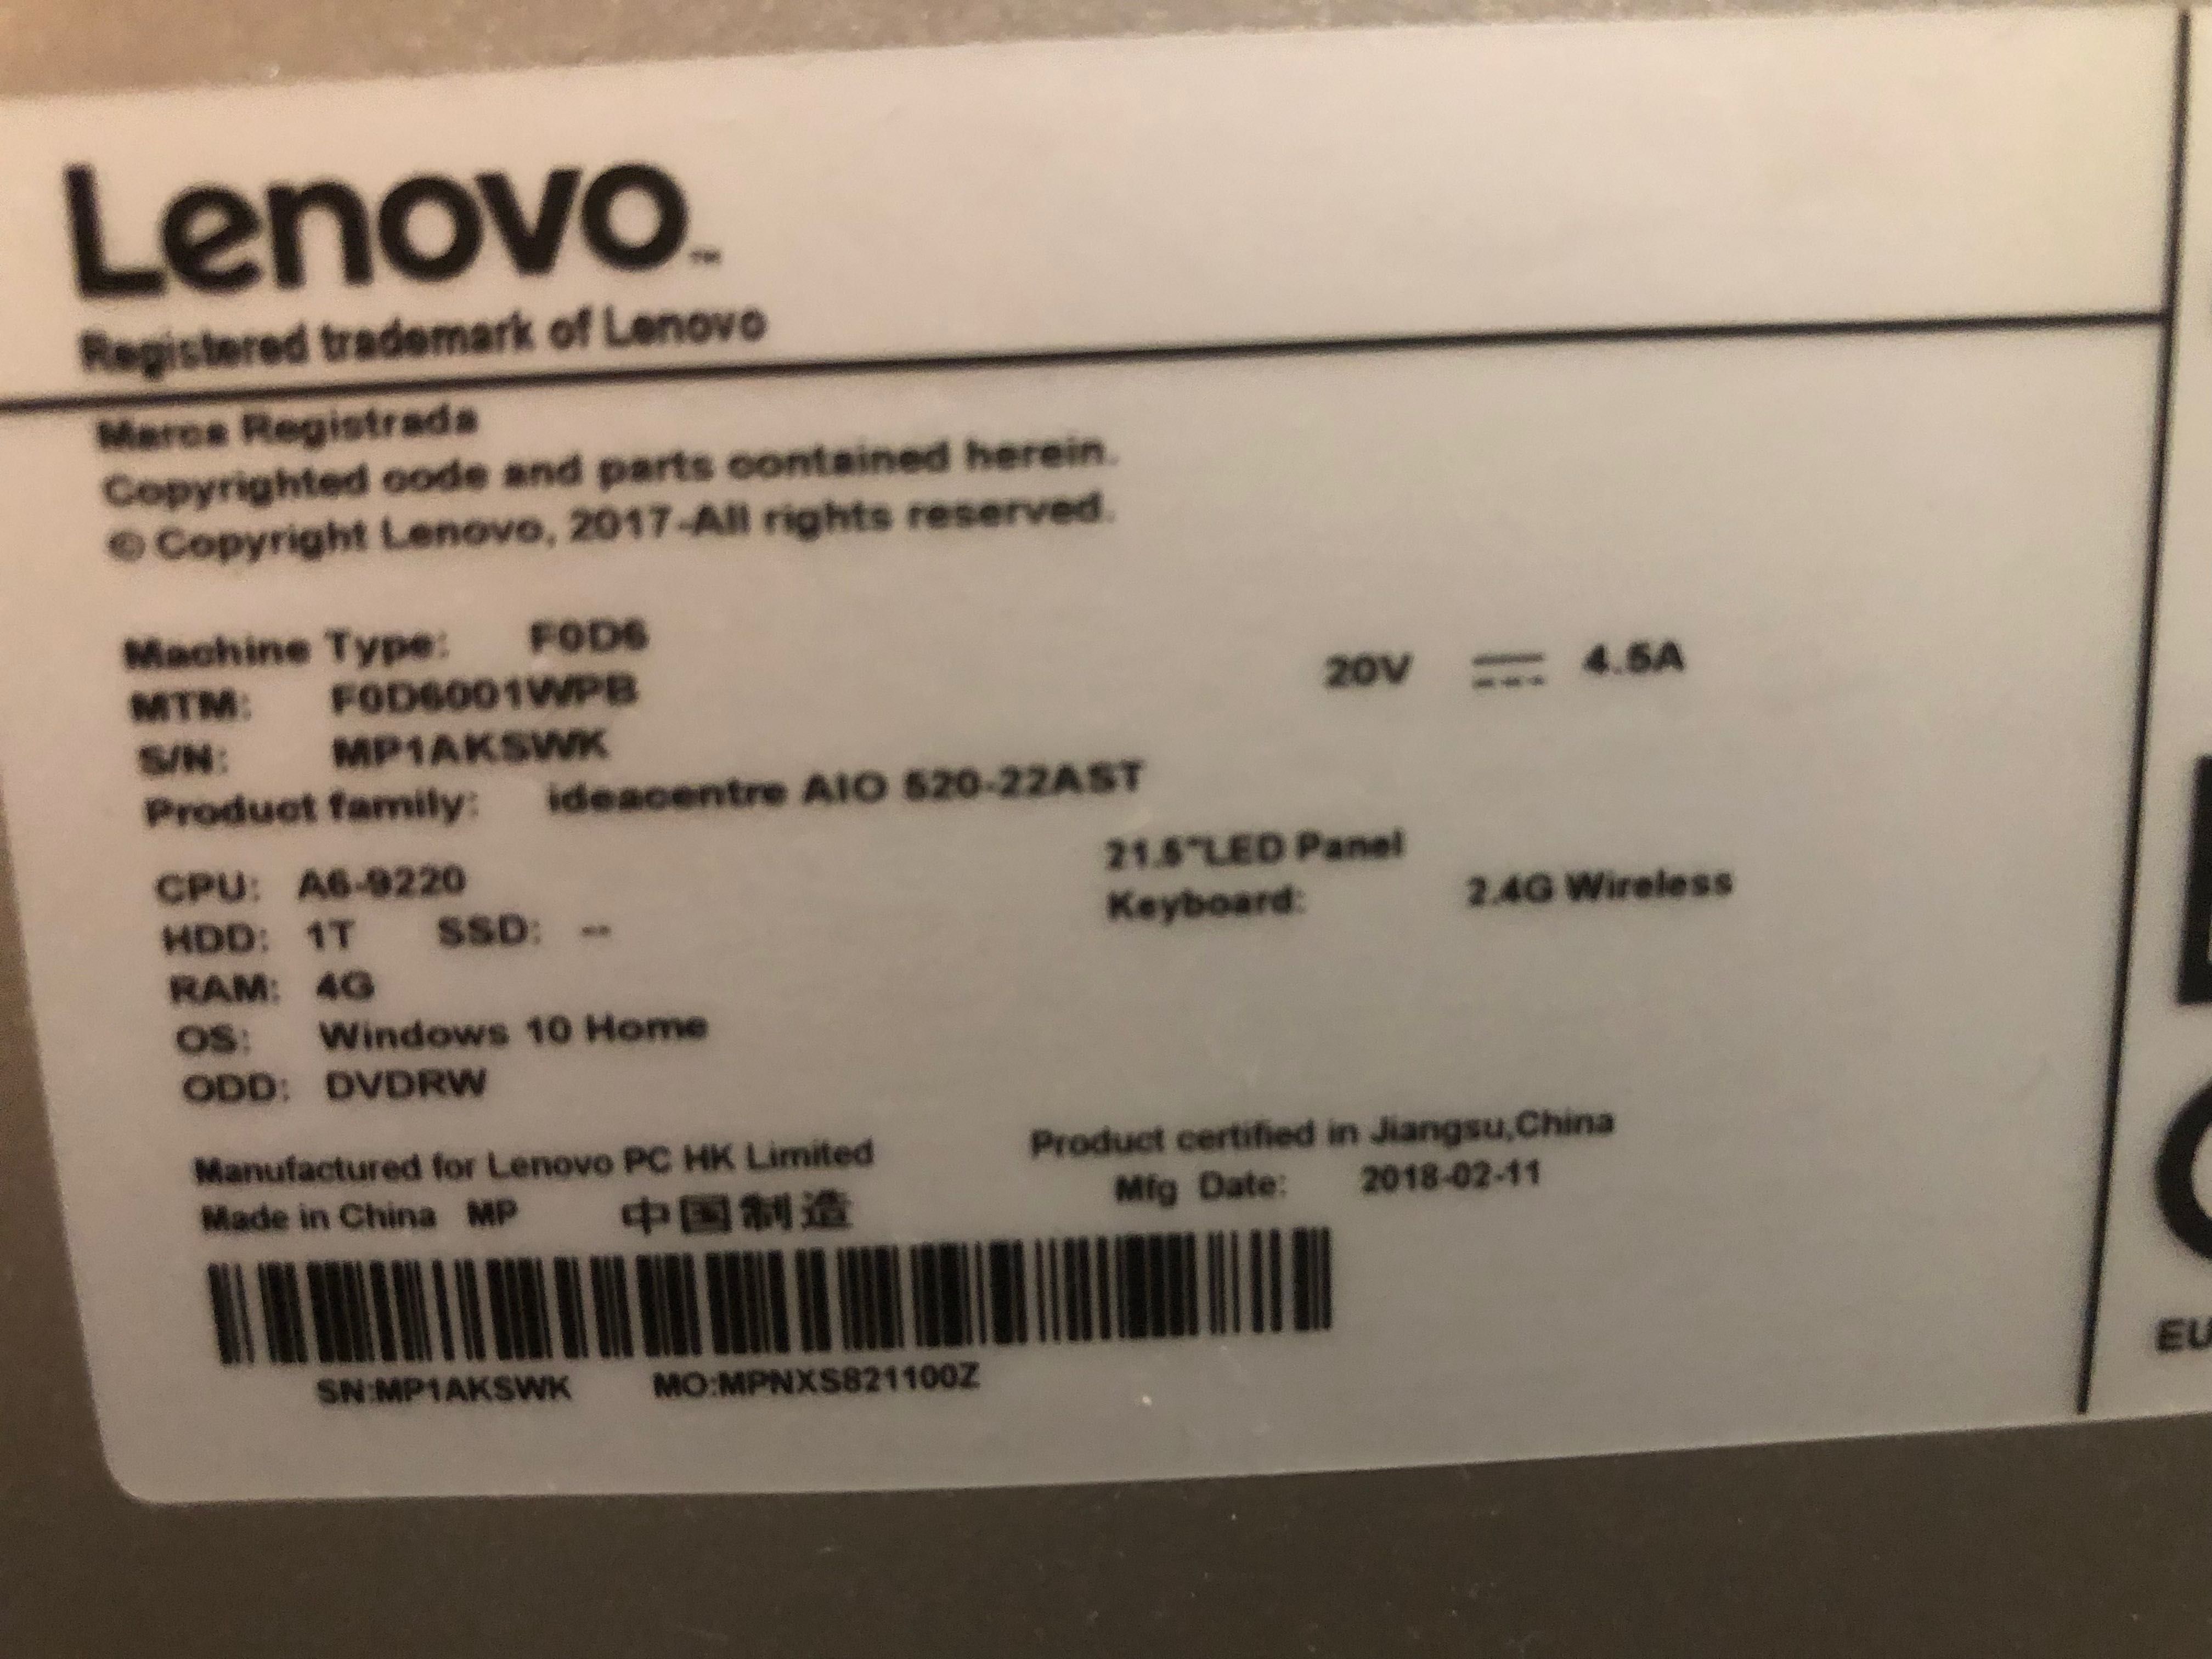 Lenovo™
Registered trademark of Lenovo
Marca Registrada
Copyrighted code and parts contained herein.
© Copyright Lenovo, 2017-All rights reserved.
Machine Type: F0D6
20V ⎓ 4.5A
MTM: F0D6001WPB
S/N: MP1AKSWK
Product family: ideacentre AIO 520-22AST
CPU: A6-9220
21.5"LED Panel
HDD: 1T SSD: --
Keyboard: 2.4G Wireless
RAM: 4G
OS: Windows 10 Home
ODD: DVDRW
Manufactured for Lenovo PC HK Limited
Product certified in Jiangsu,China
Made in China MP 中国制造
Mfg Date: 2018-02-11
SN:MP1AKSWK MO:MPNXS821100Z
EU